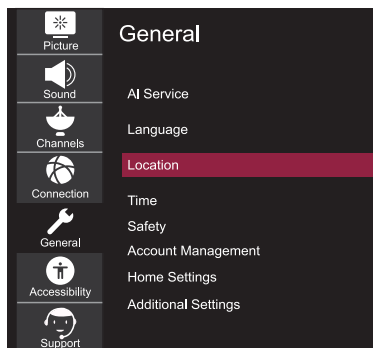 Picture
Sound
Channels
Connection
General
Accessibility
Support
General
AI Service
Language
Location
Time
Safety
Account Management
Home Settings
Additional Settings